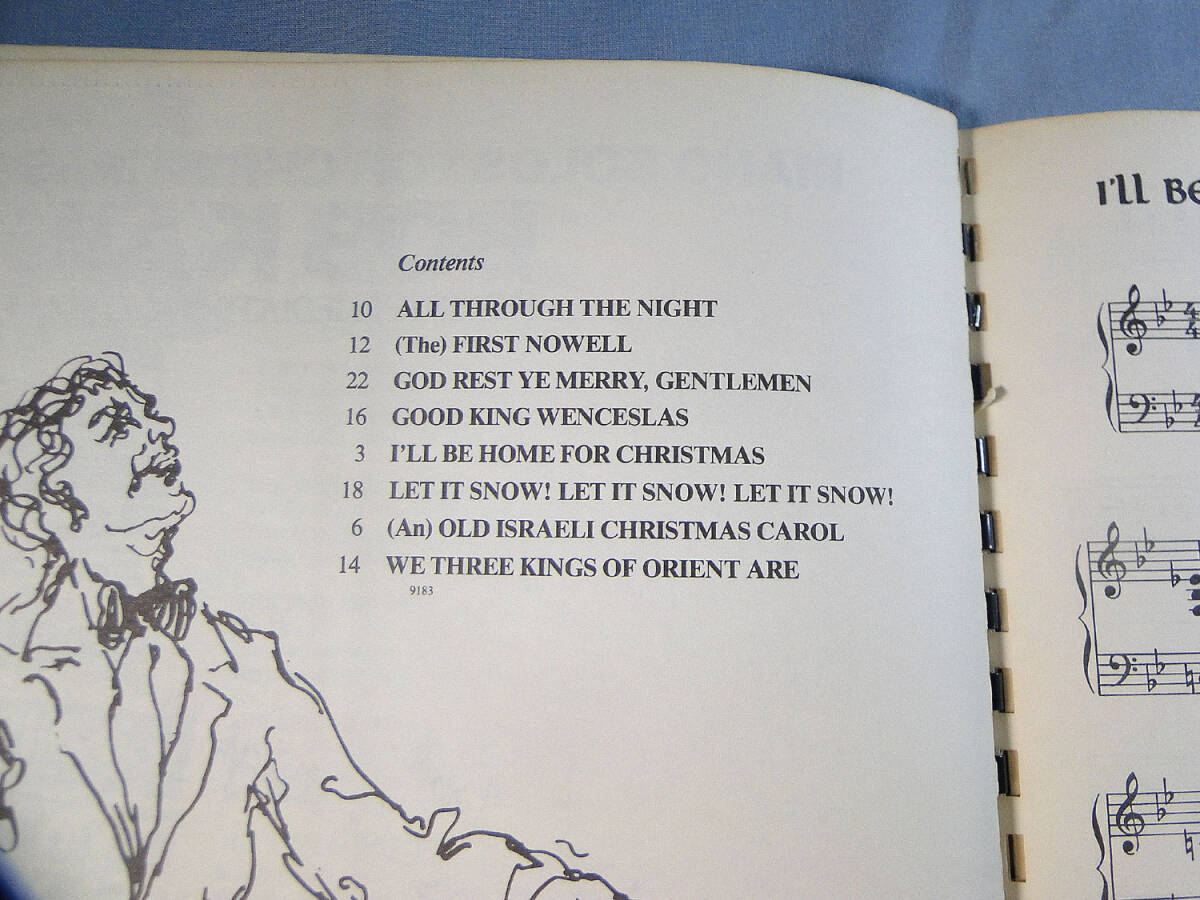 Contents
10 ALL THROUGH THE NIGHT
12 (The) FIRST NOWELL
22 GOD REST YE MERRY, GENTLEMEN
16 GOOD KING WENCESLAS
3 I'LL BE HOME FOR CHRISTMAS
18 LET IT SNOW! LET IT SNOW! LET IT SNOW!
6 (An) OLD ISRAELI CHRISTMAS CAROL
14 WE THREE KINGS OF ORIENT ARE
9183
I'll BE